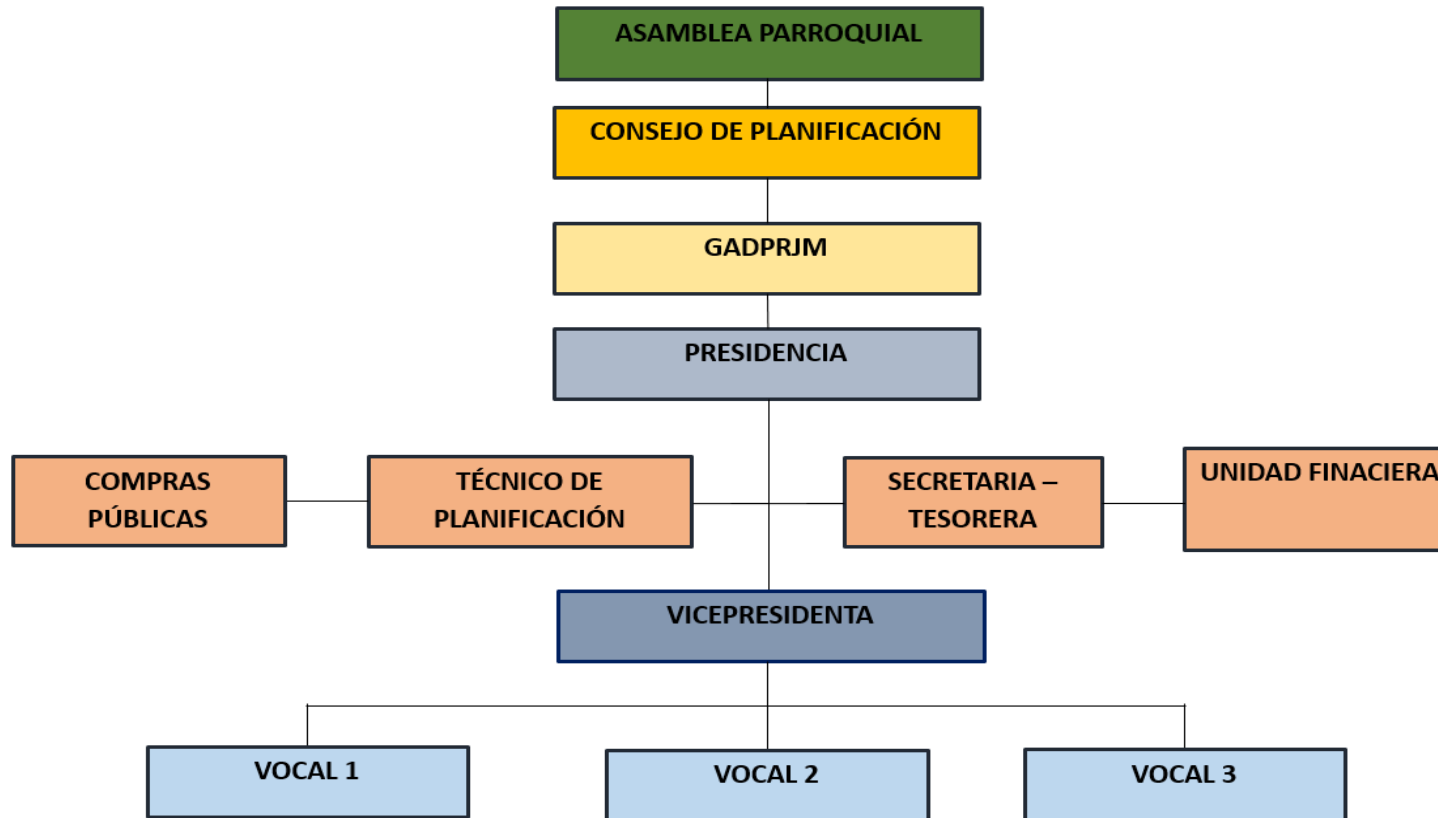 ASAMBLEA PARROQUIAL
CONSEJO DE PLANIFICACIÓN
GADPRJM
PRESIDENCIA
COMPRAS
PÚBLICAS
TÉCNICO DE
PLANIFICACIÓN
SECRETARIA –
TESORERA
UNIDAD FINACIERA
VICEPRESIDENTA
VOCAL 1
VOCAL 2
VOCAL 3